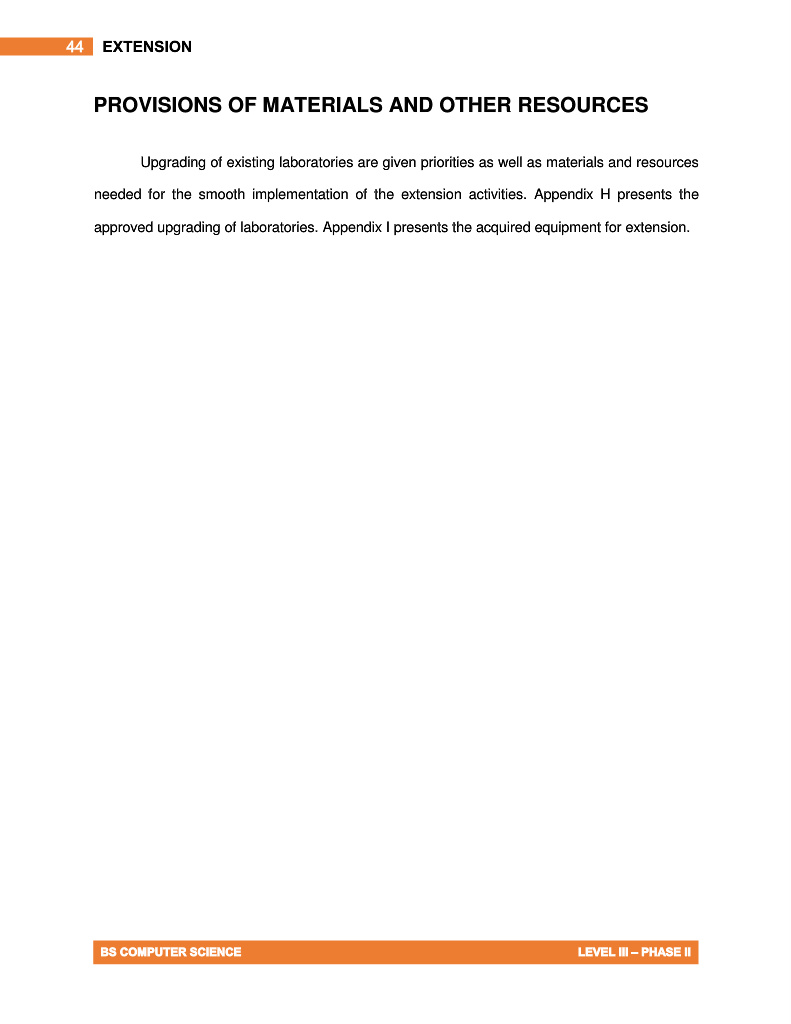 44 EXTENSION
PROVISIONS OF MATERIALS AND OTHER RESOURCES
Upgrading of existing laboratories are given priorities as well as materials and resources
needed for the smooth implementation of the extension activities. Appendix H presents the
approved upgrading of laboratories. Appendix I presents the acquired equipment for extension.
BS COMPUTER SCIENCE LEVEL III – PHASE II